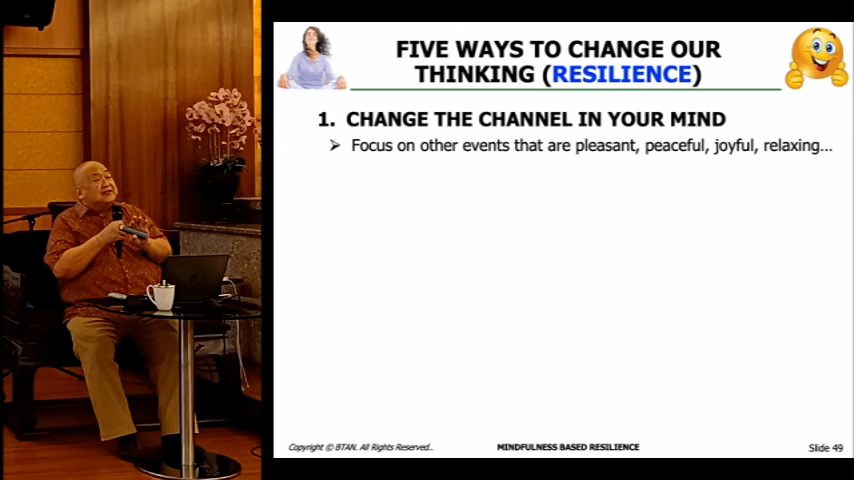 FIVE WAYS TO CHANGE OUR
THINKING (RESILIENCE)
1. CHANGE THE CHANNEL IN YOUR MIND
➢ Focus on other events that are pleasant, peaceful, joyful, relaxing…
Copyright © BTAN. All Rights Reserved..
MINDFULNESS BASED RESILIENCE
Slide 49